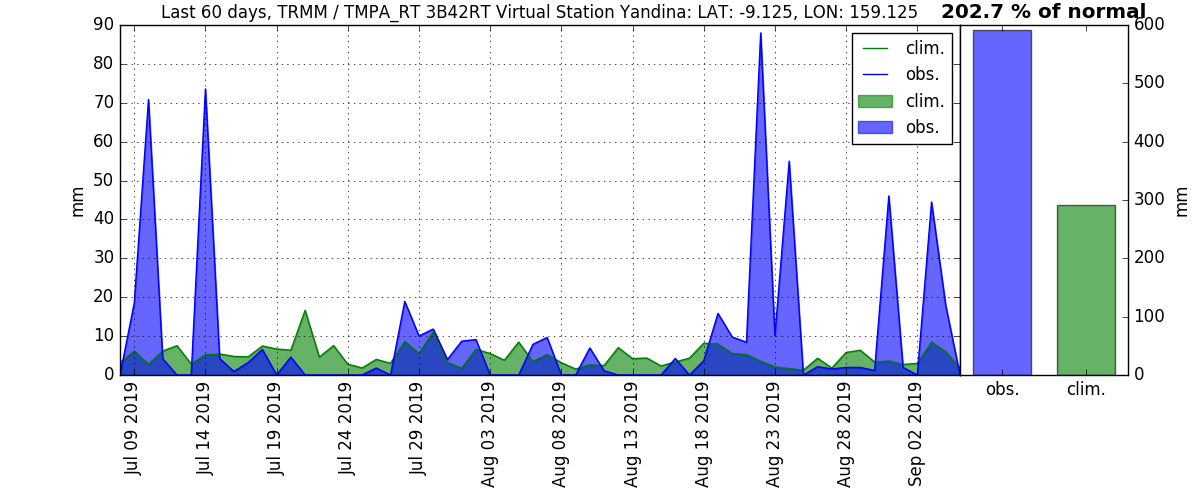 Last 60 days, TRMM / TMPA_RT 3B42RT Virtual Station Yandina: LAT: -9.125, LON: 159.125
202.7 % of normal
90
80
70
60
50
40
30
20
10
0
mm
clim.
obs.
clim.
obs.
600
500
400
300
200
100
0
mm
Jul 09 2019
Jul 14 2019
Jul 19 2019
Jul 24 2019
Jul 29 2019
Aug 03 2019
Aug 08 2019
Aug 13 2019
Aug 18 2019
Aug 23 2019
Aug 28 2019
Sep 02 2019
obs.
clim.